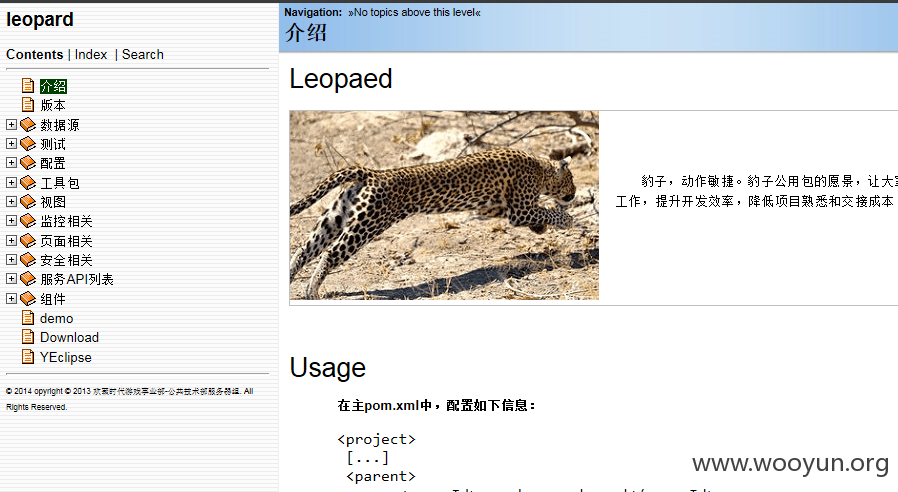 leopard
Contents | Index | Search
介绍
版本
数据源
测试
配置
工具包
视图
监控相关
页面相关
安全相关
服务API列表
组件
demo
Download
YEclipse
© 2014 opyright © 2013 欢聚时代游戏事业部-公共技术部服务器组. All
Rights Reserved.
Navigation: »No topics above this level«
介绍
Leopaed
豹子，动作敏捷。豹子公用包的愿景，让大家
工作，提升开发效率，降低项目熟悉和交接成本
Usage
在主pom.xml中，配置如下信息：
<project>
[...]
<parent>
www.wooyun.org